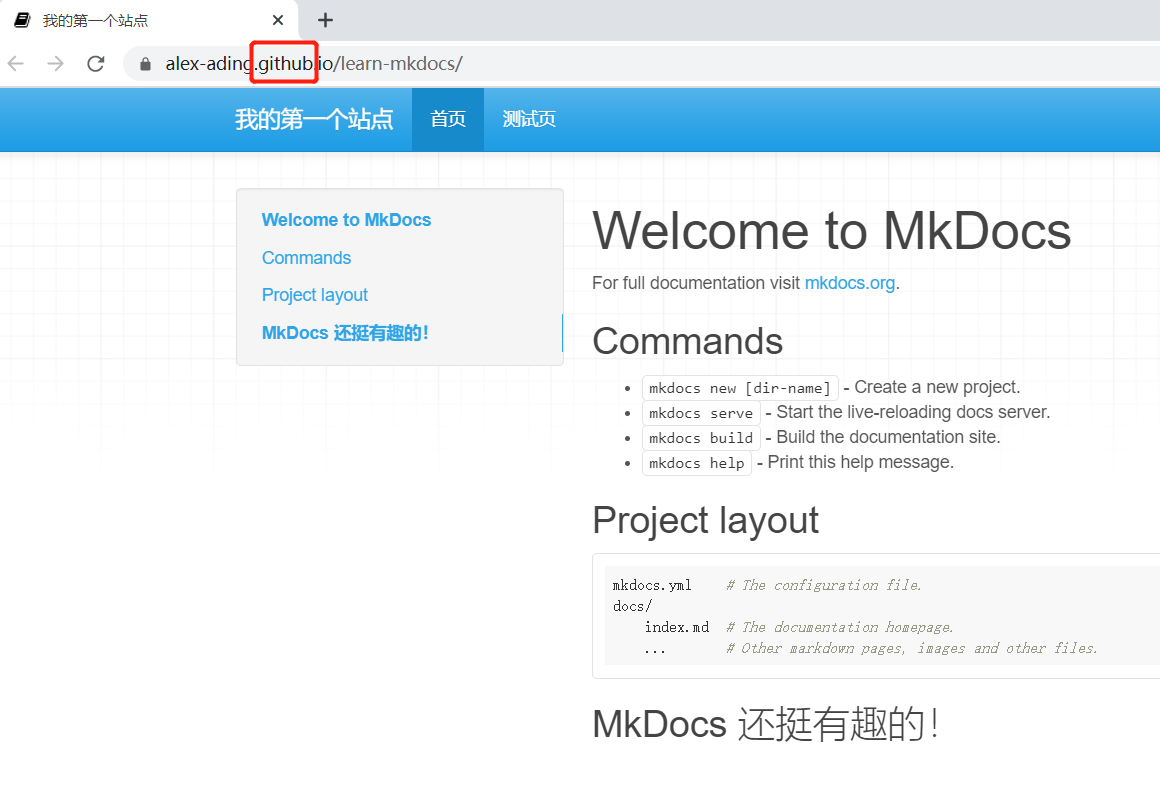 我的第一个站点
alex-ading.github.io/learn-mkdocs/
我的第一个站点 首页 测试页
Welcome to MkDocs
Commands
Project layout
MkDocs 还挺有趣的！
Welcome to MkDocs
For full documentation visit mkdocs.org.
Commands
mkdocs new [dir-name] - Create a new project.
mkdocs serve - Start the live-reloading docs server.
mkdocs build - Build the documentation site.
mkdocs help - Print this help message.
Project layout
mkdocs.yml    # The configuration file.
docs/
    index.md  # The documentation homepage.
    ...       # Other markdown pages, images and other files.
MkDocs 还挺有趣的！